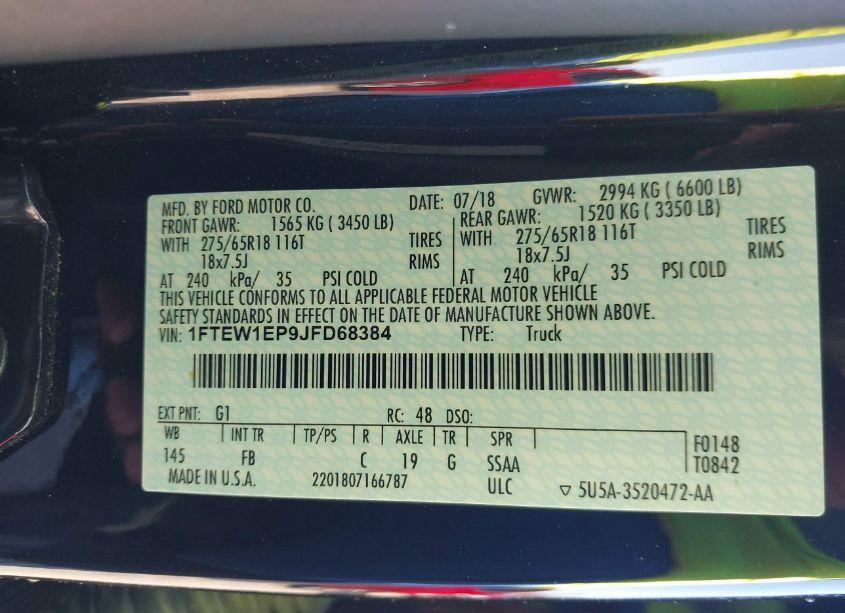 MFD. BY FORD MOTOR CO. DATE: 07/18 GVWR: 2994 KG ( 6600 LB)
FRONT GAWR: 1565 KG ( 3450 LB) REAR GAWR: 1520 KG ( 3350 LB)
WITH 275/65R18 116T TIRES WITH 275/65R18 116T TIRES
18x7.5J RIMS 18x7.5J RIMS
AT 240 kPa/ 35 PSI COLD AT 240 kPa/ 35 PSI COLD
THIS VEHICLE CONFORMS TO ALL APPLICABLE FEDERAL MOTOR VEHICLE
SAFETY STANDARDS IN EFFECT ON THE DATE OF MANUFACTURE SHOWN ABOVE.
VIN: 1FTEW1EP9JFD68384 TYPE: Truck
EXT PNT: G1 RC: 48 DSO:
WB INT TR TP/PS R AXLE TR SPR F0148
145 FB C 19 G SSAA T0842
MADE IN U.S.A. 2201807166787 ULC ▽ 5U5A-3520472-AA